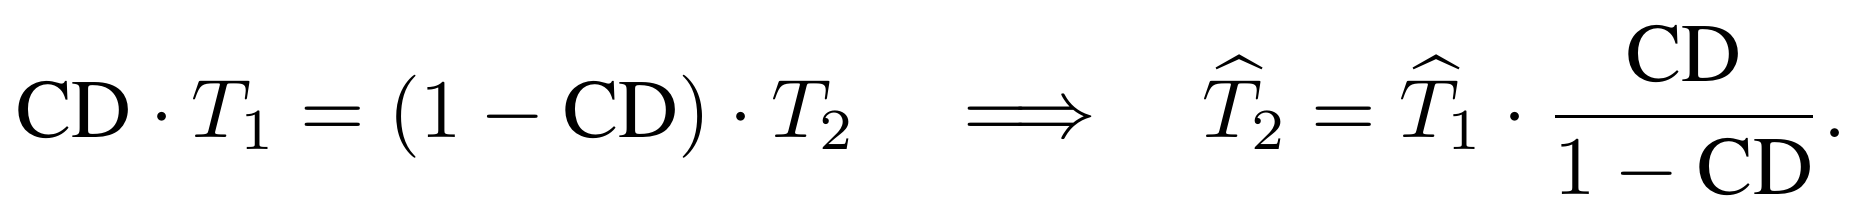 CD · T₁ = (1 − CD) · T₂ ⟹ T̂₂ = T̂₁ · CD / (1 − CD).